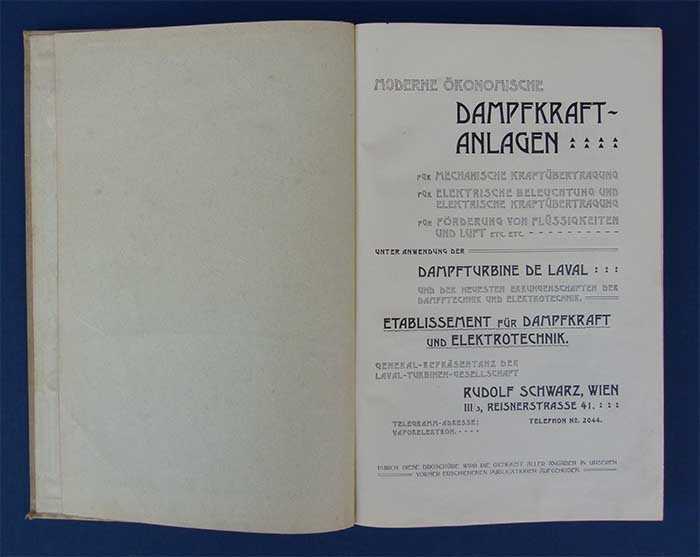 MODERNE ÖKONOMISCHE
DAMPFKRAFT-
ANLAGEN
FÜR MECHANISCHE KRAFTÜBERTRAGUNG
FÜR ELEKTRISCHE BELEUCHTUNG UND
ELEKTRISCHE KRAFTÜBERTRAGUNG
FÜR FÖRDERUNG VON FLÜSSIGKEITEN
UND LUFT ETC. ETC.
UNTER ANWENDUNG DER
DAMPFTURBINE DE LAVAL
UND DER NEUESTEN ERRUNGENSCHAFTEN DER
DAMPFTECHNIK UND ELEKTROTECHNIK.
ETABLISSEMENT FÜR DAMPFKRAFT
UND ELEKTROTECHNIK.
GENERAL-REPRÄSENTANZ DER
LAVAL-TURBINEN-GESELLSCHAFT
RUDOLF SCHWARZ, WIEN
III/3, REISNERSTRASSE 41.
TELEGRAMM-ADRESSE: TELEPHON NO. 2044.
VAPORELEKTRON.
DURCH DIESE BROSCHÜRE WIRD DIE GILTIGKEIT ALLER ANGABEN IN UNSEREN
VORHER ERSCHIENENEN PUBLICATIONEN AUFGEHOBEN.